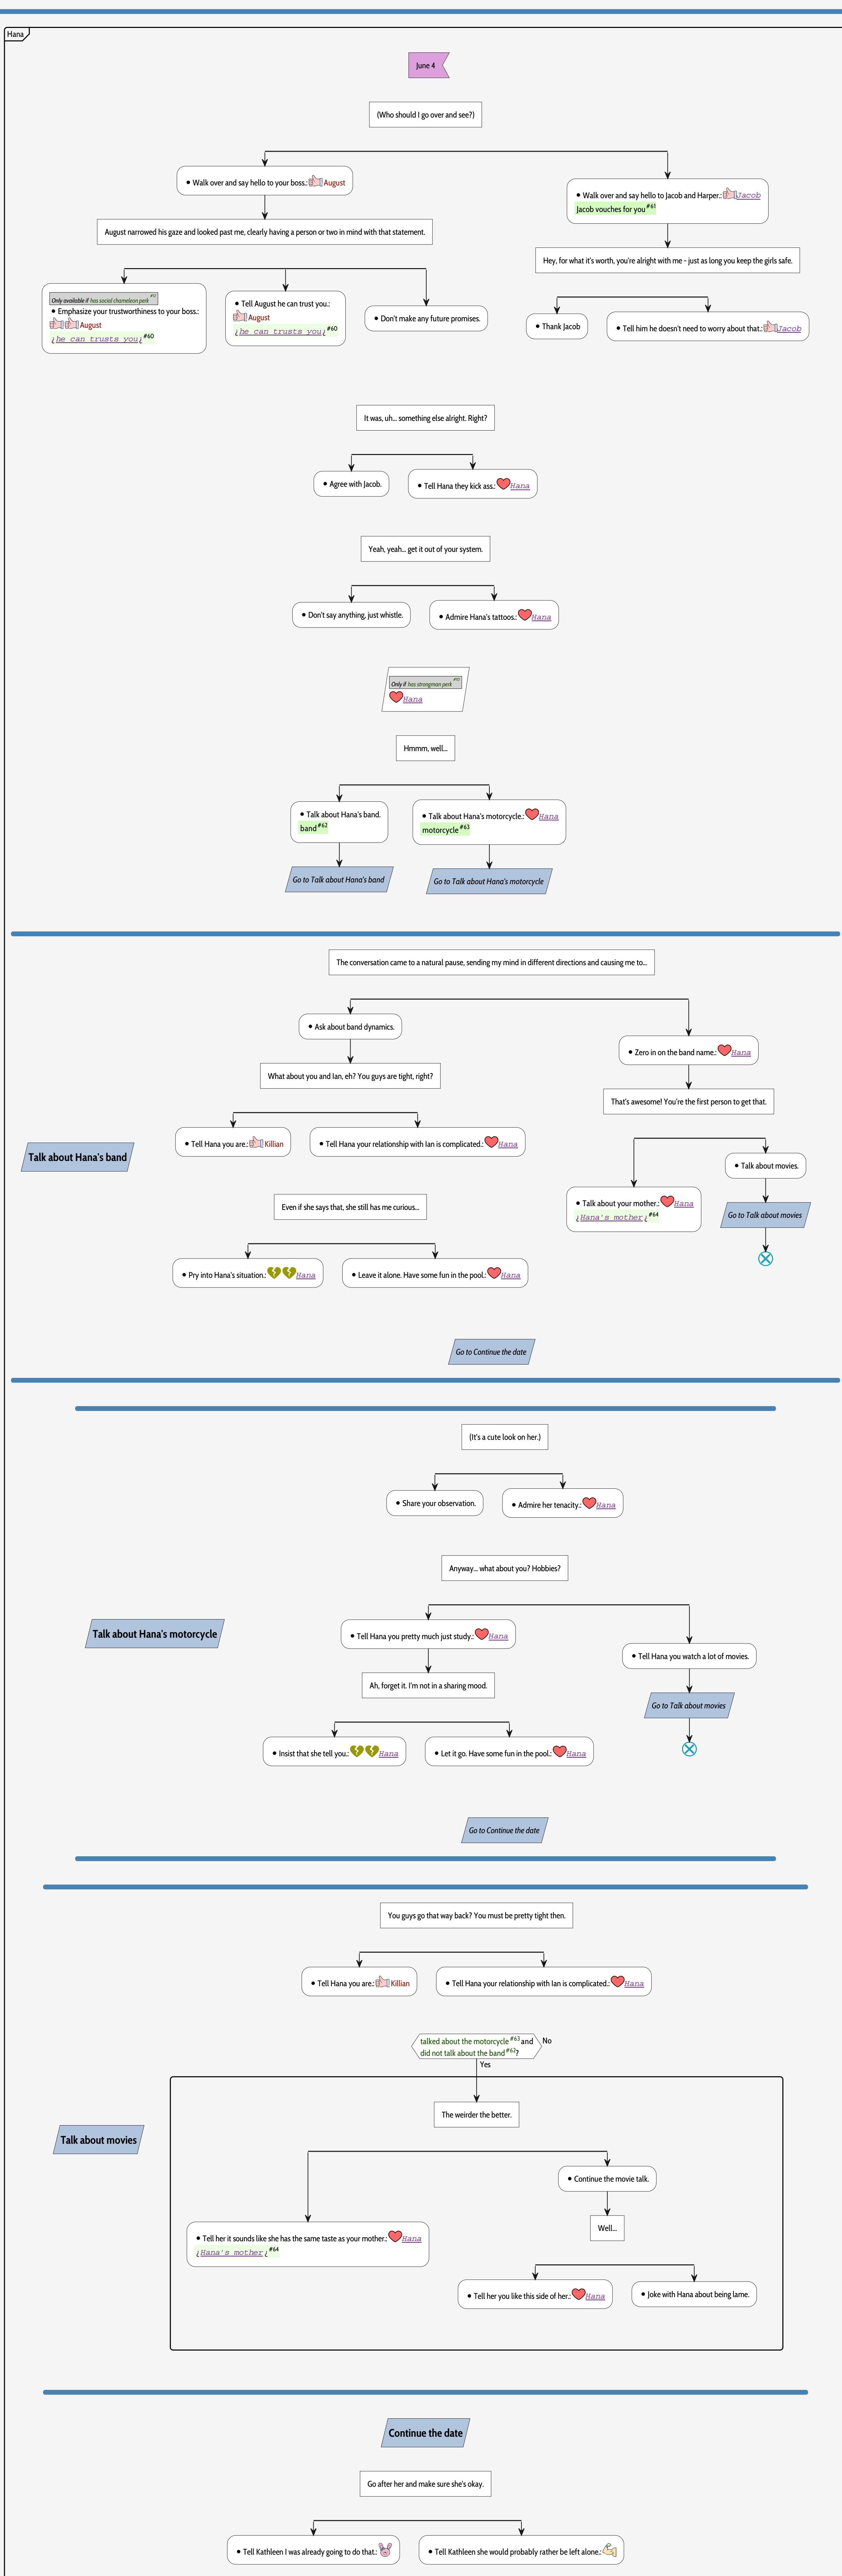 Hana
June 4
(Who should I go over and see?)
• Walk over and say hello to your boss.: August
August narrowed his gaze and looked past me, clearly having a person or two in mind with that statement.
Only available if has social chameleon perk
• Emphasize your trustworthiness to your boss.:
August
¿he can trusts you¿ #60
• Tell August he can trust you.:
August
¿he can trusts you¿ #60
• Don't make any future promises.
• Walk over and say hello to Jacob and Harper.: Jacob
Jacob vouches for you #61
Hey, for what it's worth, you're alright with me - just as long you keep the girls safe.
• Thank Jacob
• Tell him he doesn't need to worry about that.: Jacob
It was, uh... something else alright. Right?
• Agree with Jacob.
• Tell Hana they kick ass.: Hana
Yeah, yeah... get it out of your system.
• Don't say anything, just whistle.
• Admire Hana's tattoos.: Hana
Only if has strongman perk
Hana
Hmmm, well...
• Talk about Hana's band.
band #62
Go to Talk about Hana's band
• Talk about Hana's motorcycle.: Hana
motorcycle #63
Go to Talk about Hana's motorcycle
Talk about Hana's band
The conversation came to a natural pause, sending my mind in different directions and causing me to...
• Ask about band dynamics.
What about you and Ian, eh? You guys are tight, right?
• Tell Hana you are.: Killian
• Tell Hana your relationship with Ian is complicated.: Hana
Even if she says that, she still has me curious...
• Pry into Hana's situation.: Hana
• Leave it alone. Have some fun in the pool.: Hana
• Zero in on the band name.: Hana
That's awesome! You're the first person to get that.
• Talk about your mother.: Hana
¿Hana's mother¿ #64
• Talk about movies.
Go to Talk about movies
Go to Continue the date
Talk about Hana's motorcycle
(It's a cute look on her.)
• Share your observation.
• Admire her tenacity.: Hana
Anyway... what about you? Hobbies?
• Tell Hana you pretty much just study.: Hana
Ah, forget it. I'm not in a sharing mood.
• Insist that she tell you.: Hana
• Let it go. Have some fun in the pool.: Hana
• Tell Hana you watch a lot of movies.
Go to Talk about movies
Go to Continue the date
Talk about movies
You guys go that way back? You must be pretty tight then.
• Tell Hana you are.: Killian
• Tell Hana your relationship with Ian is complicated.: Hana
talked about the motorcycle #63 and
did not talk about the band #62?
No
Yes
The weirder the better.
• Tell her it sounds like she has the same taste as your mother.: Hana
¿Hana's mother¿ #64
• Continue the movie talk.
Well...
• Tell her you like this side of her.: Hana
• Joke with Hana about being lame.
Continue the date
Go after her and make sure she's okay.
• Tell Kathleen I was already going to do that.:
• Tell Kathleen she would probably rather be left alone.: